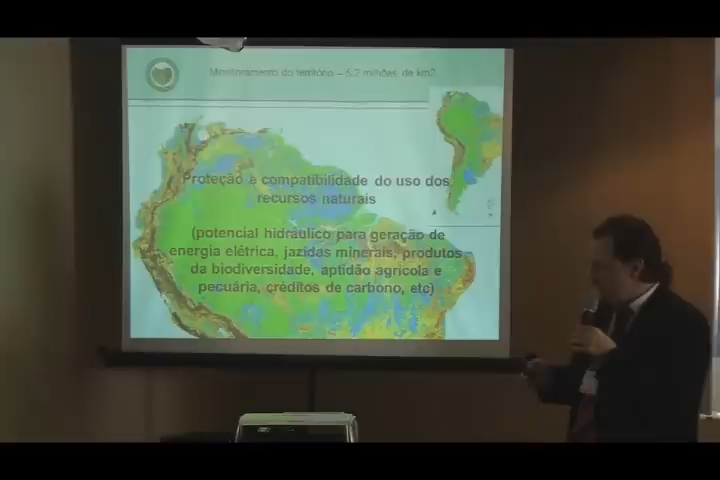 Monitoramento do território – 5,2 milhões de km2
Proteção e compatibilidade do uso dos
recursos naturais
(potencial hidráulico para geração de
energia elétrica, jazidas minerais, produtos
da biodiversidade, aptidão agrícola e
pecuária, créditos de carbono, etc)